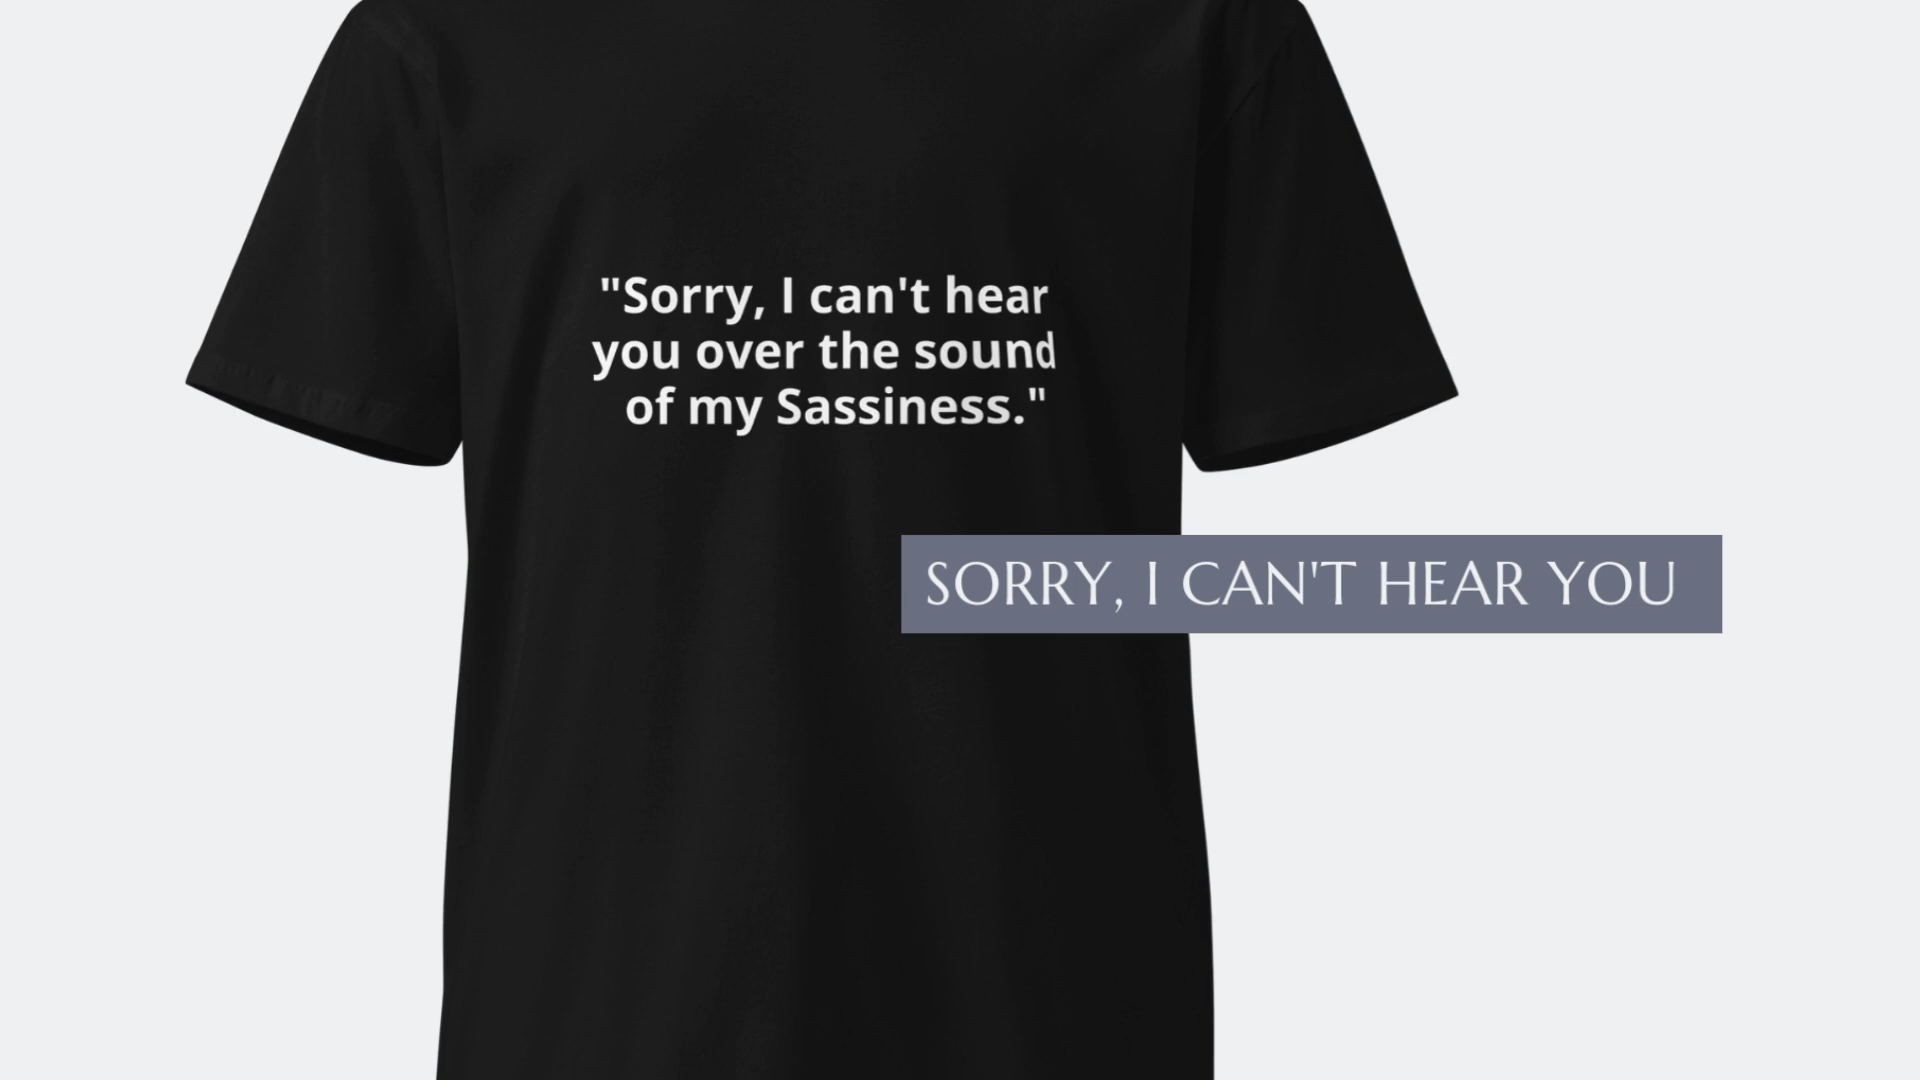 "Sorry, I can't hear
you over the sound
of my Sassiness."
SORRY, I CAN'T HEAR YOU